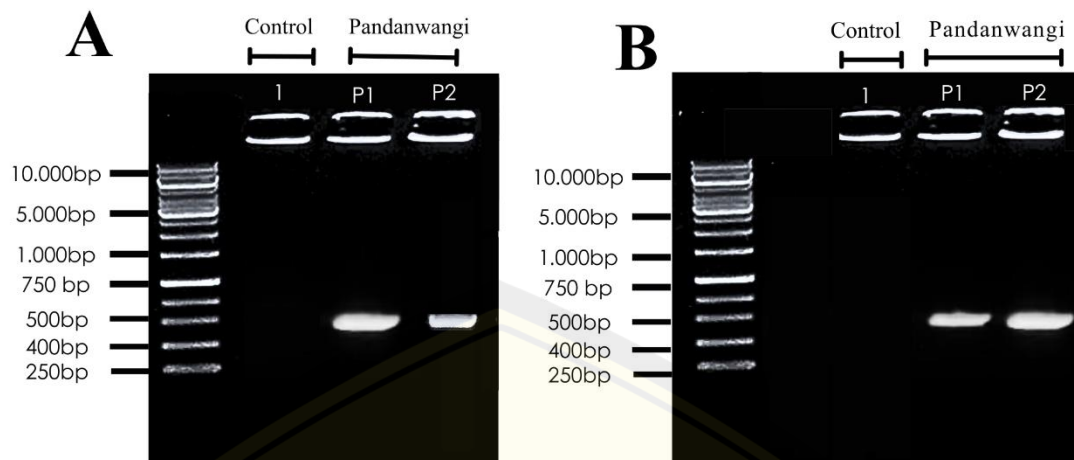 A
Control
Pandanwangi
1
P1
P2
10.000bp
5.000bp
1.000bp
750 bp
500bp
400bp
250bp
B
Control
Pandanwangi
1
P1
P2
10.000bp
5.000bp
1.000bp
750 bp
500bp
400bp
250bp